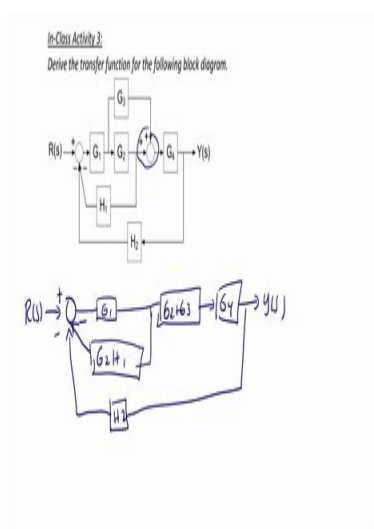 In-Class Activity 3:
Derive the transfer function for the following block diagram.
G3
R(s) + - - G1 G2 + + G4 Y(s)
H1
H2
R(s) + - - G1 G2+G3 G4 Y(s)
G2H1
H2